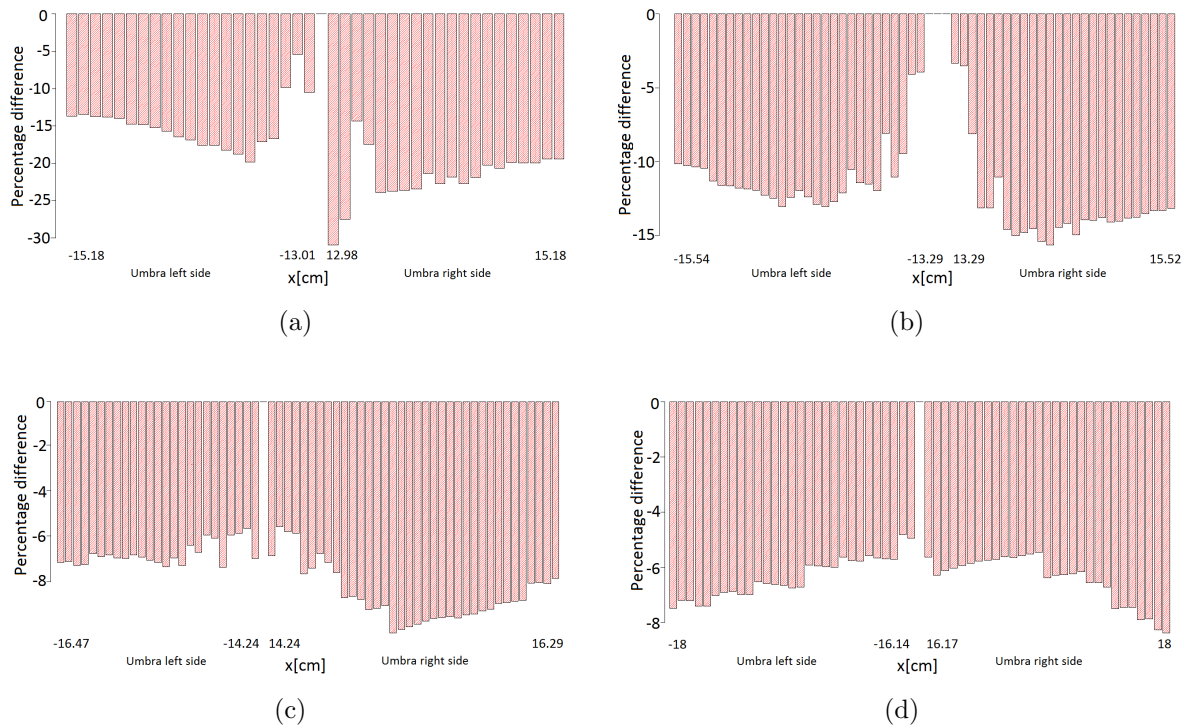 Percentage difference
0
-5
-10
-15
-20
-25
-30
-15.18 -13.01 12.98 15.18
Umbra left side Umbra right side
x[cm]
(a)
Percentage difference
0
-5
-10
-15
-15.54 -13.29 13.29 15.52
Umbra left side Umbra right side
x[cm]
(b)
Percentage difference
0
-2
-4
-6
-8
-16.47 -14.24 14.24 16.29
Umbra left side Umbra right side
x[cm]
(c)
Percentage difference
0
-2
-4
-6
-8
-18 -16.14 16.17 18
Umbra left side Umbra right side
x[cm]
(d)